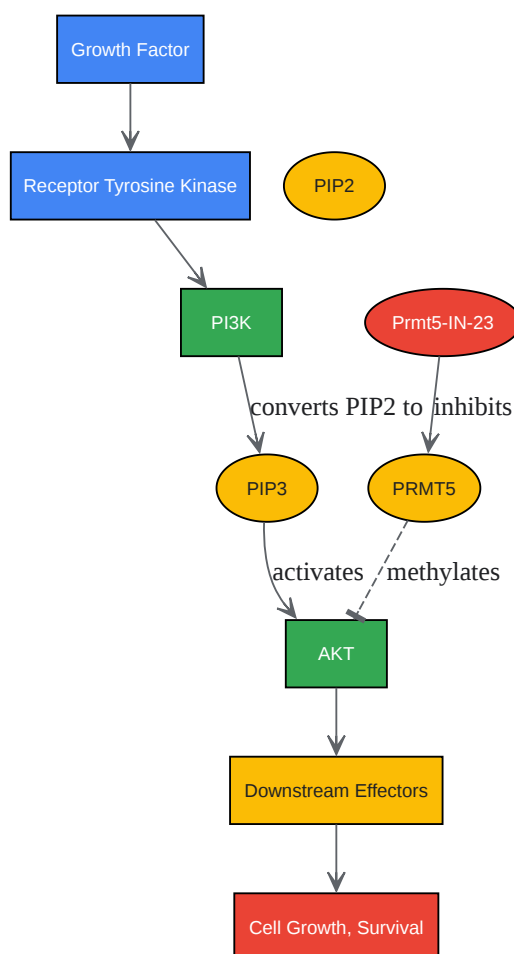 Growth Factor
Receptor Tyrosine Kinase
PIP2
PI3K
Prmt5-IN-23
converts PIP2 to
inhibits
PIP3
PRMT5
activates
methylates
AKT
Downstream Effectors
Cell Growth, Survival